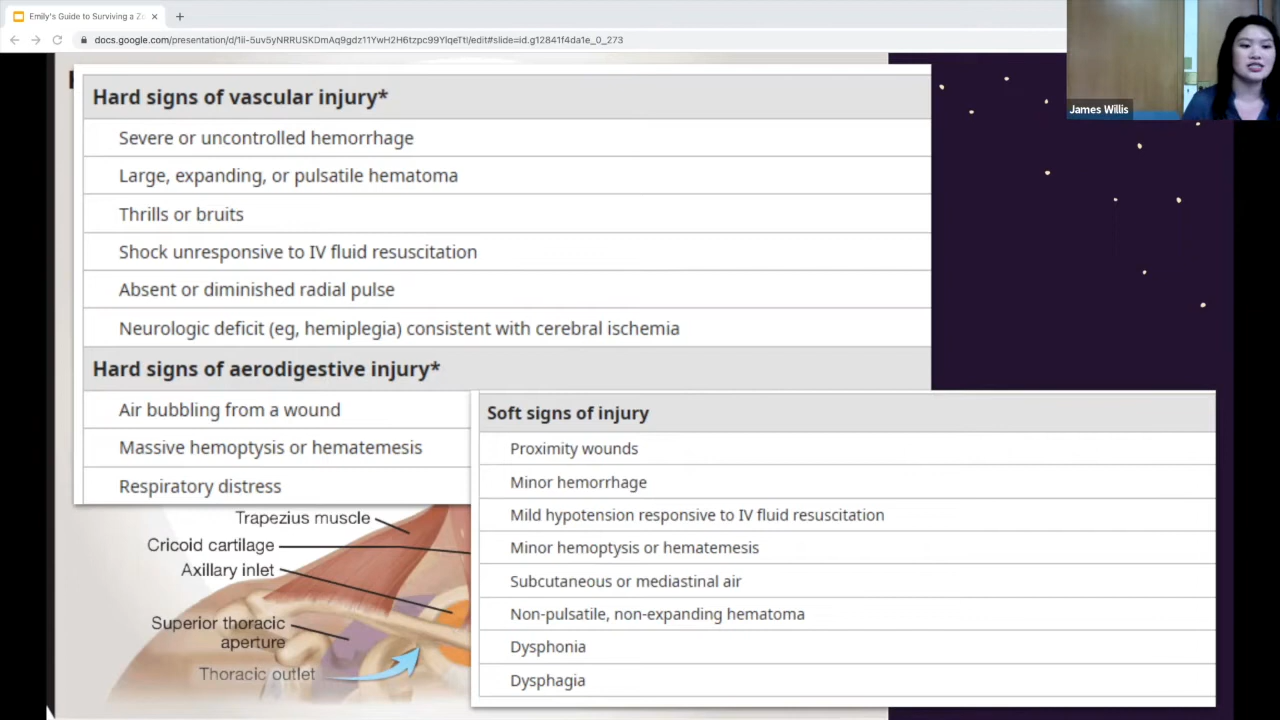 Emily's Guide to Surviving a Z
docs.google.com/presentation/d/1ii-5uv5yNRRUSKDmAq9gdz11YwH2H6tzpc99YlqeTtI/edit#slide=id.g12841f4da1e_0_273
James Willis
Hard signs of vascular injury*
Severe or uncontrolled hemorrhage
Large, expanding, or pulsatile hematoma
Thrills or bruits
Shock unresponsive to IV fluid resuscitation
Absent or diminished radial pulse
Neurologic deficit (eg, hemiplegia) consistent with cerebral ischemia
Hard signs of aerodigestive injury*
Air bubbling from a wound
Massive hemoptysis or hematemesis
Respiratory distress
Soft signs of injury
Proximity wounds
Minor hemorrhage
Mild hypotension responsive to IV fluid resuscitation
Minor hemoptysis or hematemesis
Subcutaneous or mediastinal air
Non-pulsatile, non-expanding hematoma
Dysphonia
Dysphagia
Trapezius muscle
Cricoid cartilage
Axillary inlet
Superior thoracic
aperture
Thoracic outlet